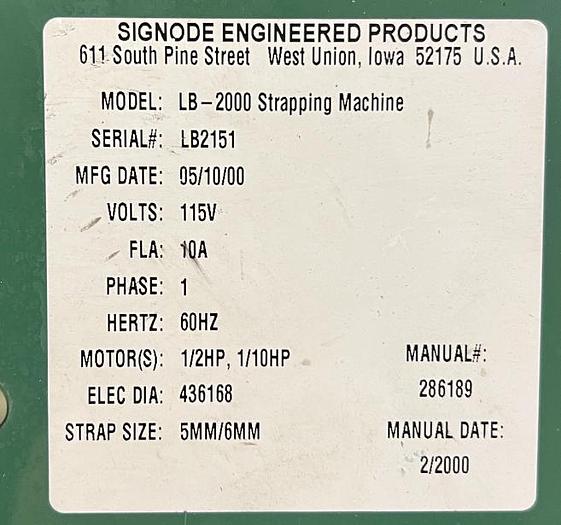 SIGNODE ENGINEERED PRODUCTS
611 South Pine Street West Union, Iowa 52175 U.S.A.
MODEL: LB-2000 Strapping Machine
SERIAL#: LB2151
MFG DATE: 05/10/00
VOLTS: 115V
FLA: 10A
PHASE: 1
HERTZ: 60HZ
MOTOR(S): 1/2HP, 1/10HP
ELEC DIA: 436168
STRAP SIZE: 5MM/6MM
MANUAL#:
286189
MANUAL DATE:
2/2000